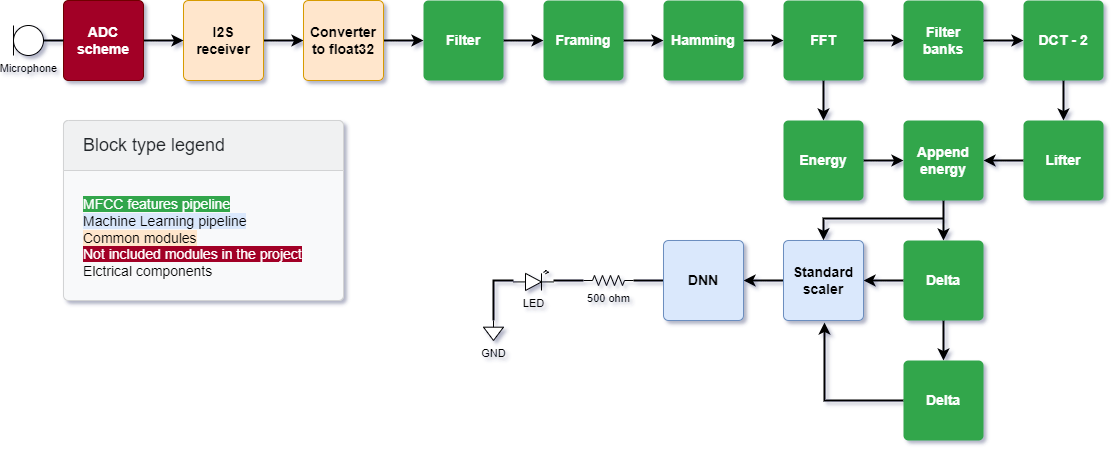 Microphone
ADC
scheme
I2S
receiver
Converter
to float32
Filter
Framing
Hamming
FFT
Filter
banks
DCT - 2
Energy
Append
energy
Lifter
Block type legend
MFCC features pipeline
Machine Learning pipeline
Common modules
Not included modules in the project
Elctrical components
GND
LED
500 ohm
DNN
Standard
scaler
Delta
Delta